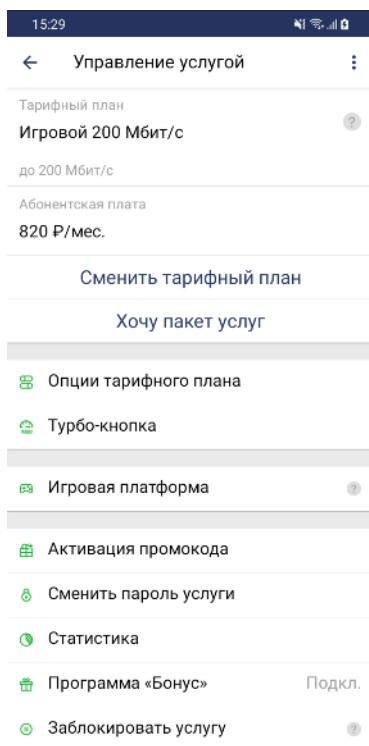 15:29
Управление услугой
Тарифный план
Игровой 200 Мбит/с
?
до 200 Мбит/с
Абонентская плата
820 ₽/мес.
Сменить тарифный план
Хочу пакет услуг
Опции тарифного плана
Турбо-кнопка
Игровая платформа
?
Активация промокода
Сменить пароль услуги
Статистика
Программа «Бонус» Подкл.
Заблокировать услугу
?